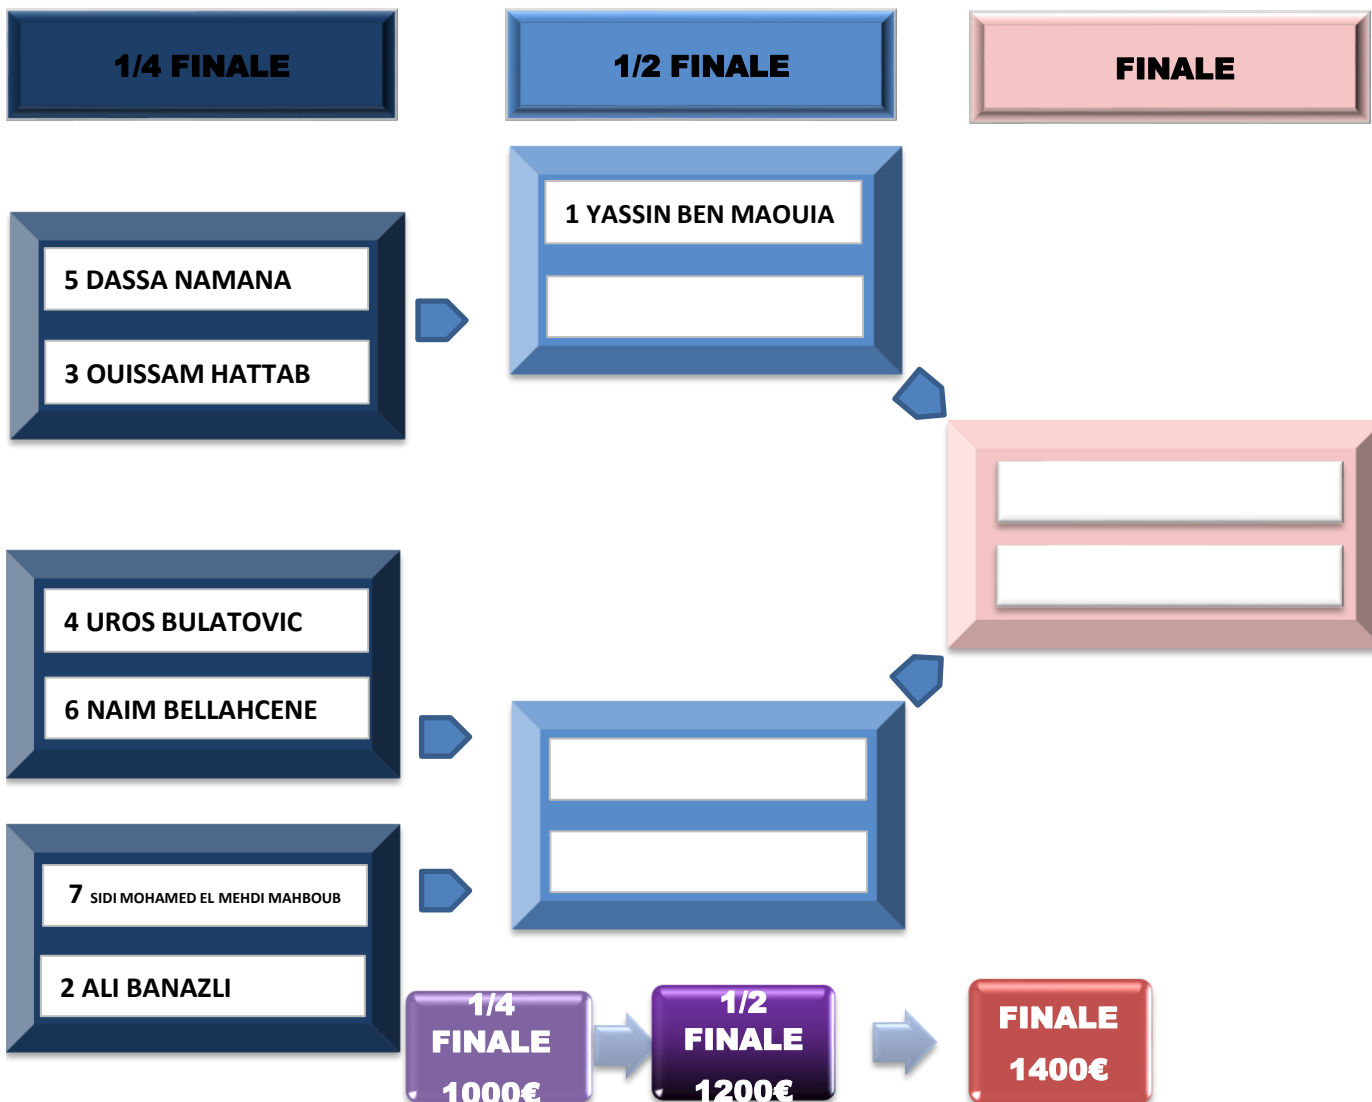 1/4 FINALE
1/2 FINALE
FINALE
1 YASSIN BEN MAOUIA
5 DASSA NAMANA
3 OUISSAM HATTAB
4 UROS BULATOVIC
6 NAIM BELLAHCENE
7 SIDI MOHAMED EL MEHDI MAHBOUB
2 ALI BANAZLI
1/4
FINALE
1000€
1/2
FINALE
1200€
FINALE
1400€